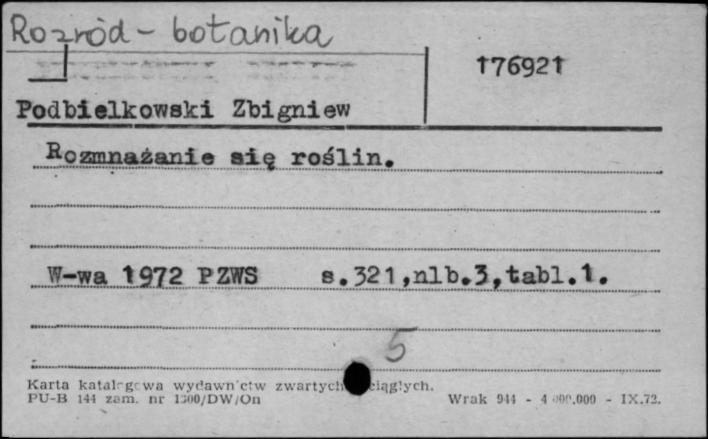 Rozród - botanika
176921
Podbielkowski Zbigniew
Rozmnażanie się roślin.
W-wa 1972 PZWS s.321,nlb.3,tabl.1.
5
Karta katalogowa wydawnictw zwartych ciągłych.
PU-B 144 zam. nr 1300/DW/On
Wrak 944 - 4.000.000 - IX.72.